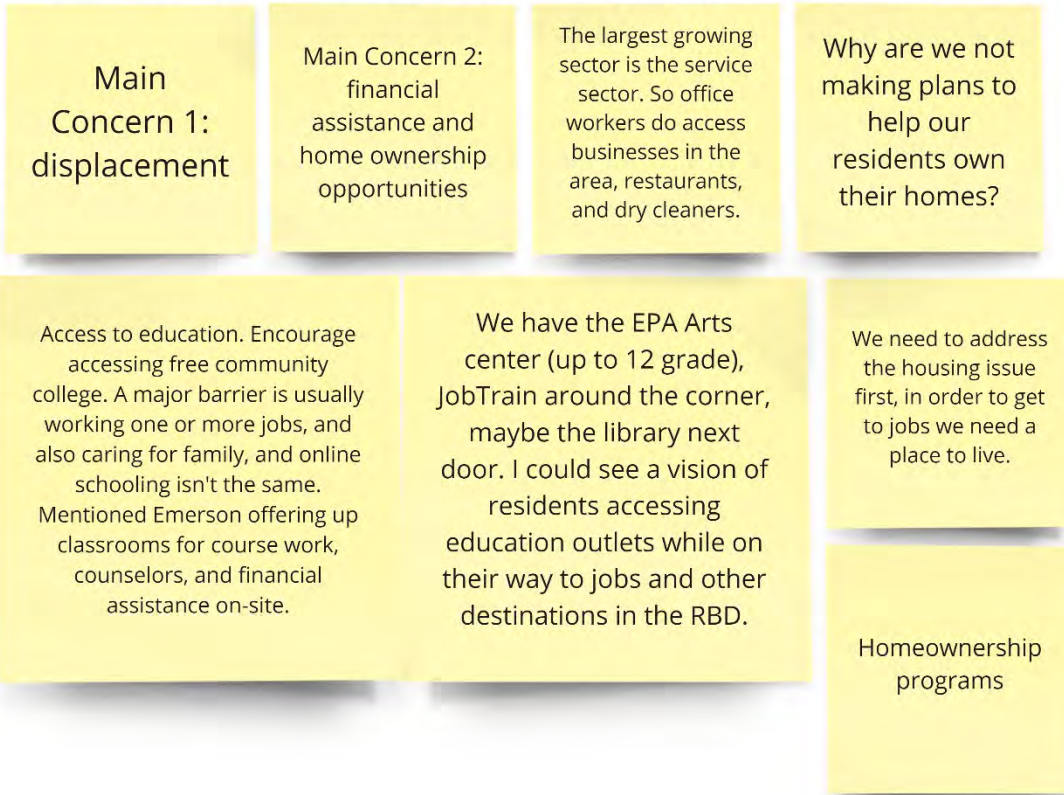 Main
Concern 1:
displacement
Main Concern 2:
financial
assistance and
home ownership
opportunities
The largest growing
sector is the service
sector. So office
workers do access
businesses in the
area, restaurants,
and dry cleaners.
Why are we not
making plans to
help our
residents own
their homes?
Access to education. Encourage
accessing free community
college. A major barrier is usually
working one or more jobs, and
also caring for family, and online
schooling isn't the same.
Mentioned Emerson offering up
classrooms for course work,
counselors, and financial
assistance on-site.
We have the EPA Arts
center (up to 12 grade),
JobTrain around the corner,
maybe the library next
door. I could see a vision of
residents accessing
education outlets while on
their way to jobs and other
destinations in the RBD.
We need to address
the housing issue
first, in order to get
to jobs we need a
place to live.
Homeownership
programs